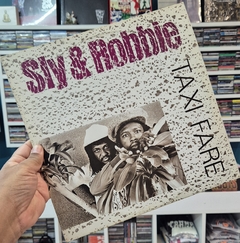 Sly & Robbie
TAXI FARE